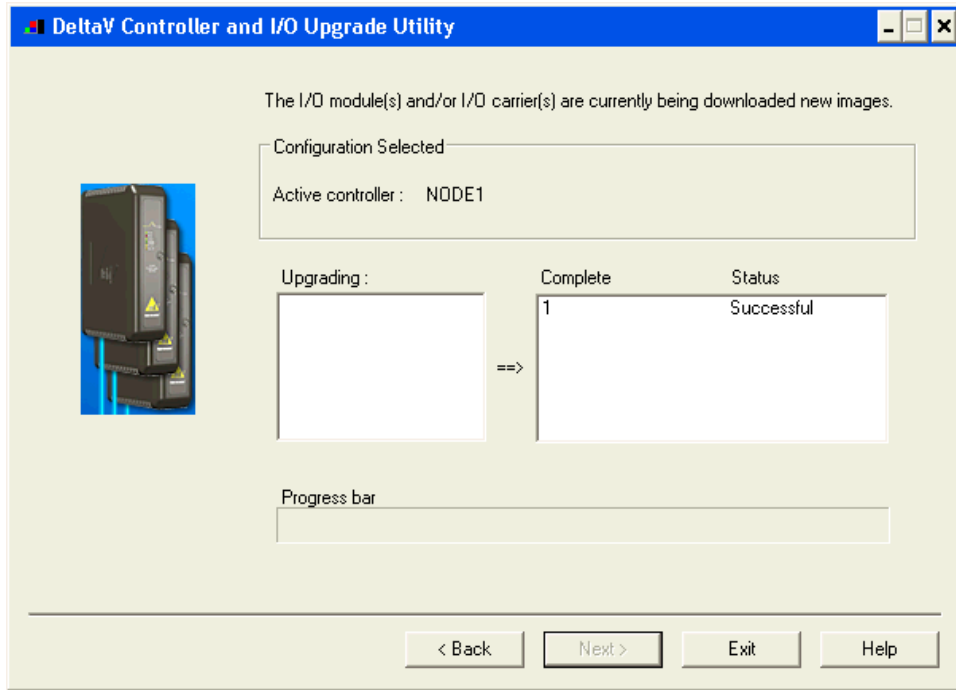 DeltaV Controller and I/O Upgrade Utility
The I/O module(s) and/or I/O carrier(s) are currently being downloaded new images.
Configuration Selected
Active controller : NODE1
Upgrading :
Complete Status
1 Successful
==>
Progress bar
< Back Next > Exit Help